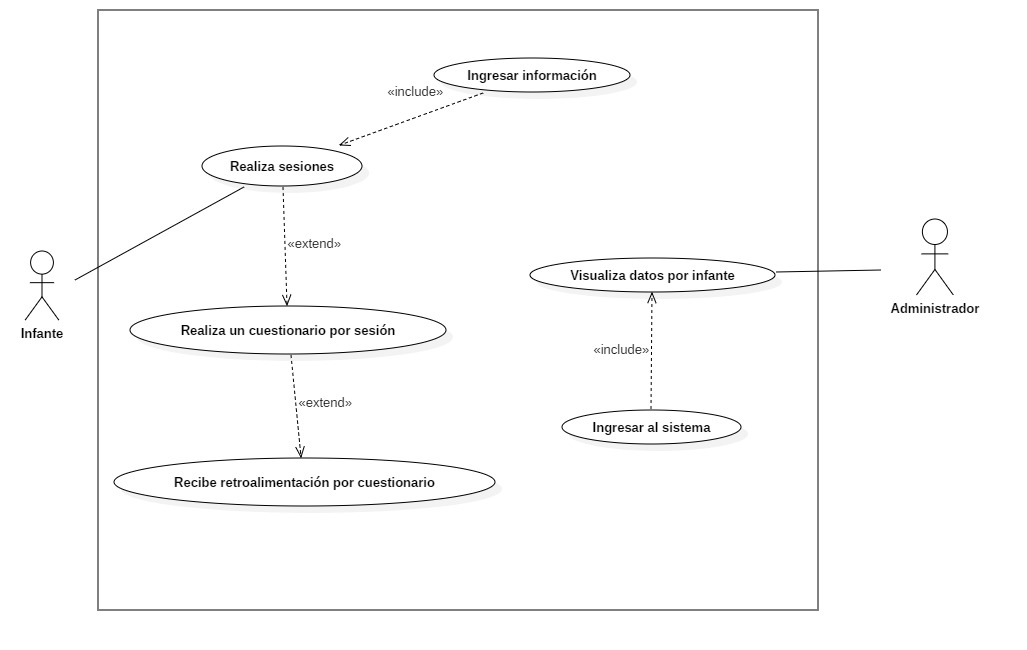 Ingresar información
«include»
Realiza sesiones
«extend»
Visualiza datos por infante
Administrador
Infante
Realiza un cuestionario por sesión
«include»
«extend»
Ingresar al sistema
Recibe retroalimentación por cuestionario